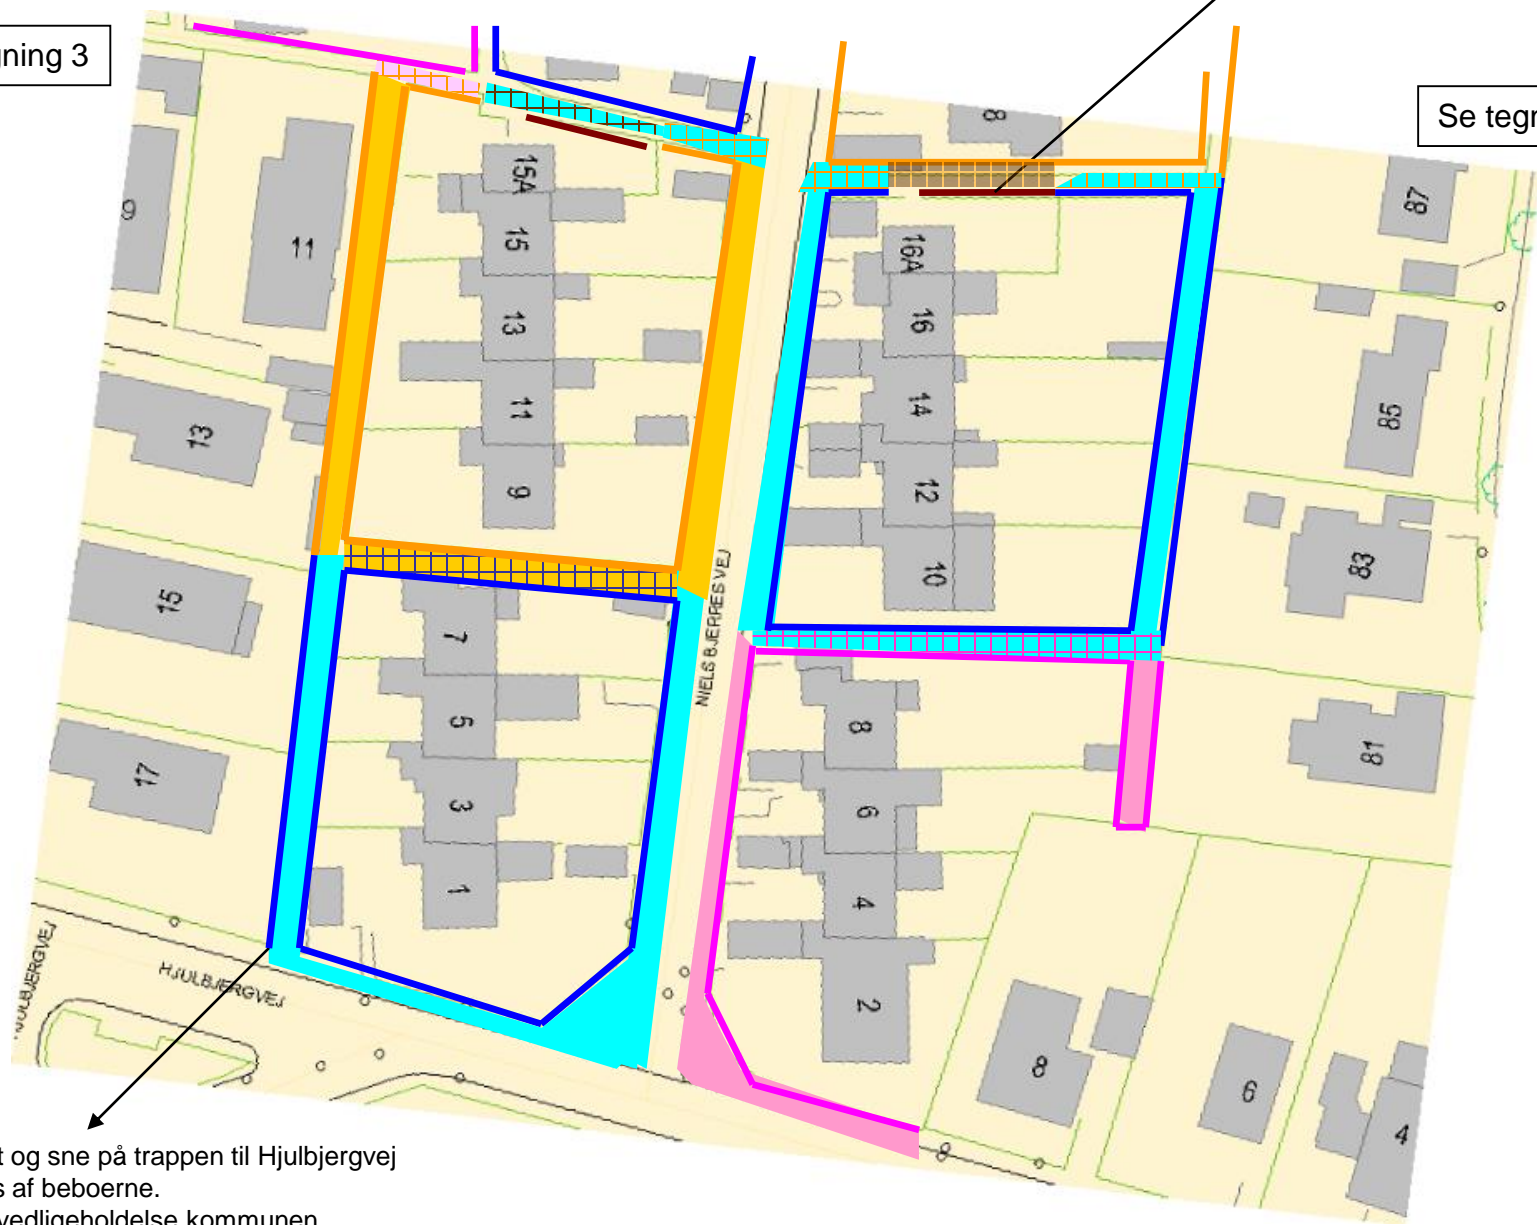 gning 3
Se tegn
8
9
11
15A
15
13
11
9
13
15
17
7
5
3
1
16A
16
14
12
10
87
85
83
81
NIELS BJERRES VEJ
8
6
4
2
8
6
4
HJULBJERGVEJ
HJULBJERGVEJ
t og sne på trappen til Hjulbjergvej
s af beboerne.
vedligeholdelse kommunen